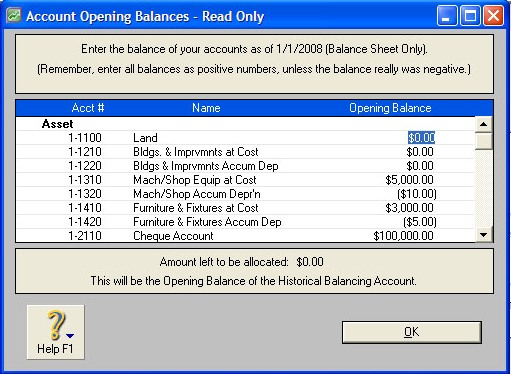 Account Opening Balances - Read Only
Enter the balance of your accounts as of 1/1/2008 (Balance Sheet Only).
(Remember, enter all balances as positive numbers, unless the balance really was negative.)
Acct # Name Opening Balance
Asset
1-1100 Land $0.00
1-1210 Bldgs. & Imprvmnts at Cost $0.00
1-1220 Bldgs & Imprvmnts Accum Dep $0.00
1-1310 Mach/Shop Equip at Cost $5,000.00
1-1320 Mach/Shop Accum Depr'n ($10.00)
1-1410 Furniture & Fixtures at Cost $3,000.00
1-1420 Furniture & Fixtures Accum Dep ($5.00)
1-2110 Cheque Account $100,000.00
Amount left to be allocated: $0.00
This will be the Opening Balance of the Historical Balancing Account.
Help F1
OK